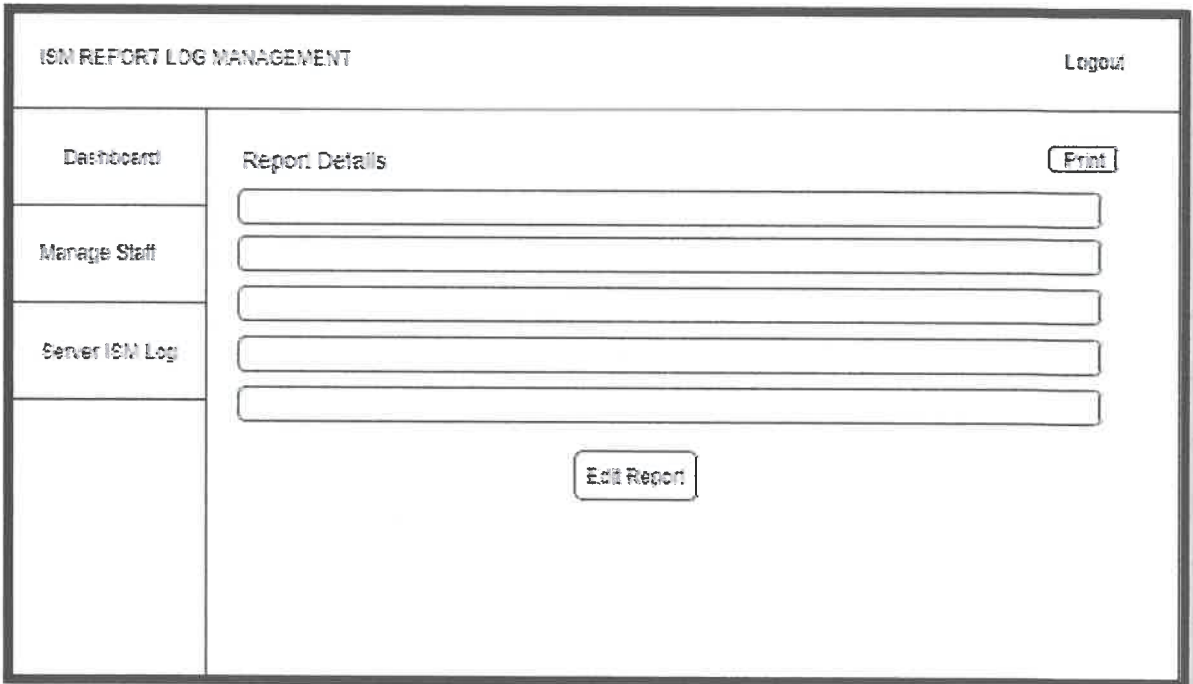 ISM REPORT LOG MANAGEMENT
Logout
Dashboard
Manage Staff
Server ISM Log
Report Details
Print
Edit Report